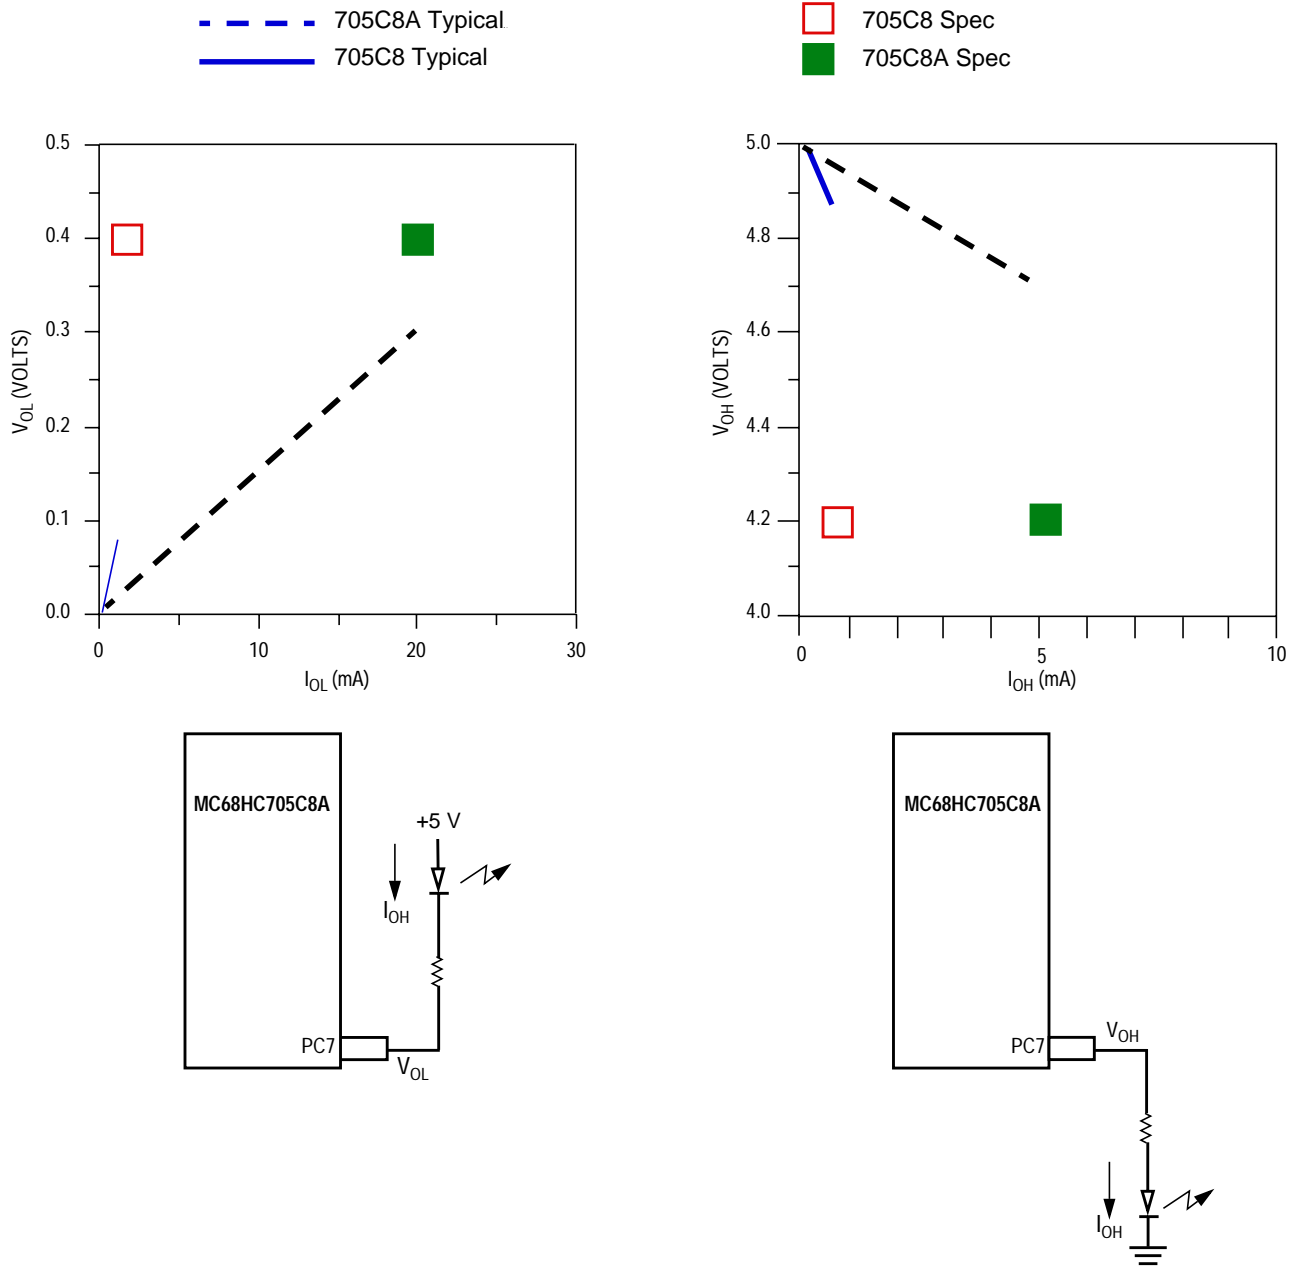 705C8A Typical
705C8 Typical
705C8 Spec
705C8A Spec
0.5
0.4
0.3
0.2
0.1
0.0
VOL (VOLTS)
0
10
20
30
IOL (mA)
5.0
4.8
4.6
4.4
4.2
4.0
VOH (VOLTS)
0
5
10
IOH (mA)
MC68HC705C8A
+5 V
IOH
PC7
VOL
MC68HC705C8A
PC7
VOH
IOH